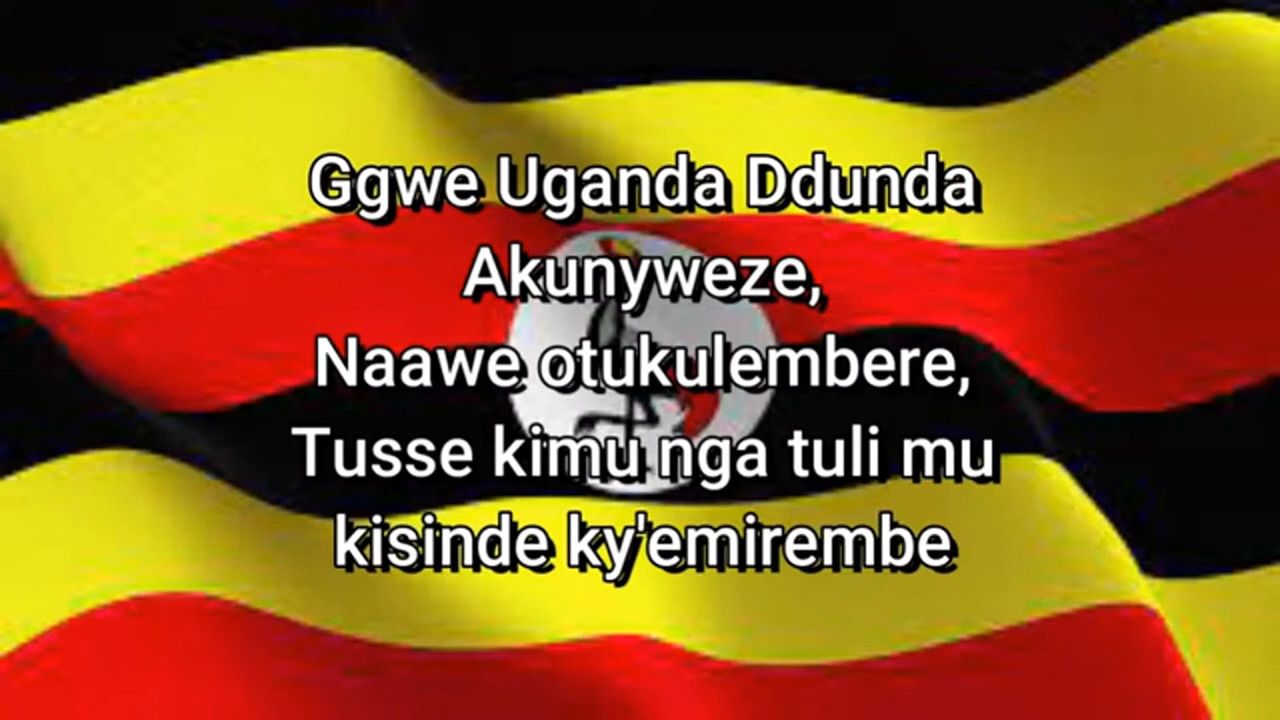 Ggwe Uganda Ddunda
Akunyweze,
Naawe otukulembere,
Tusse kimu nga tuli mu
kisinde ky'emirembe